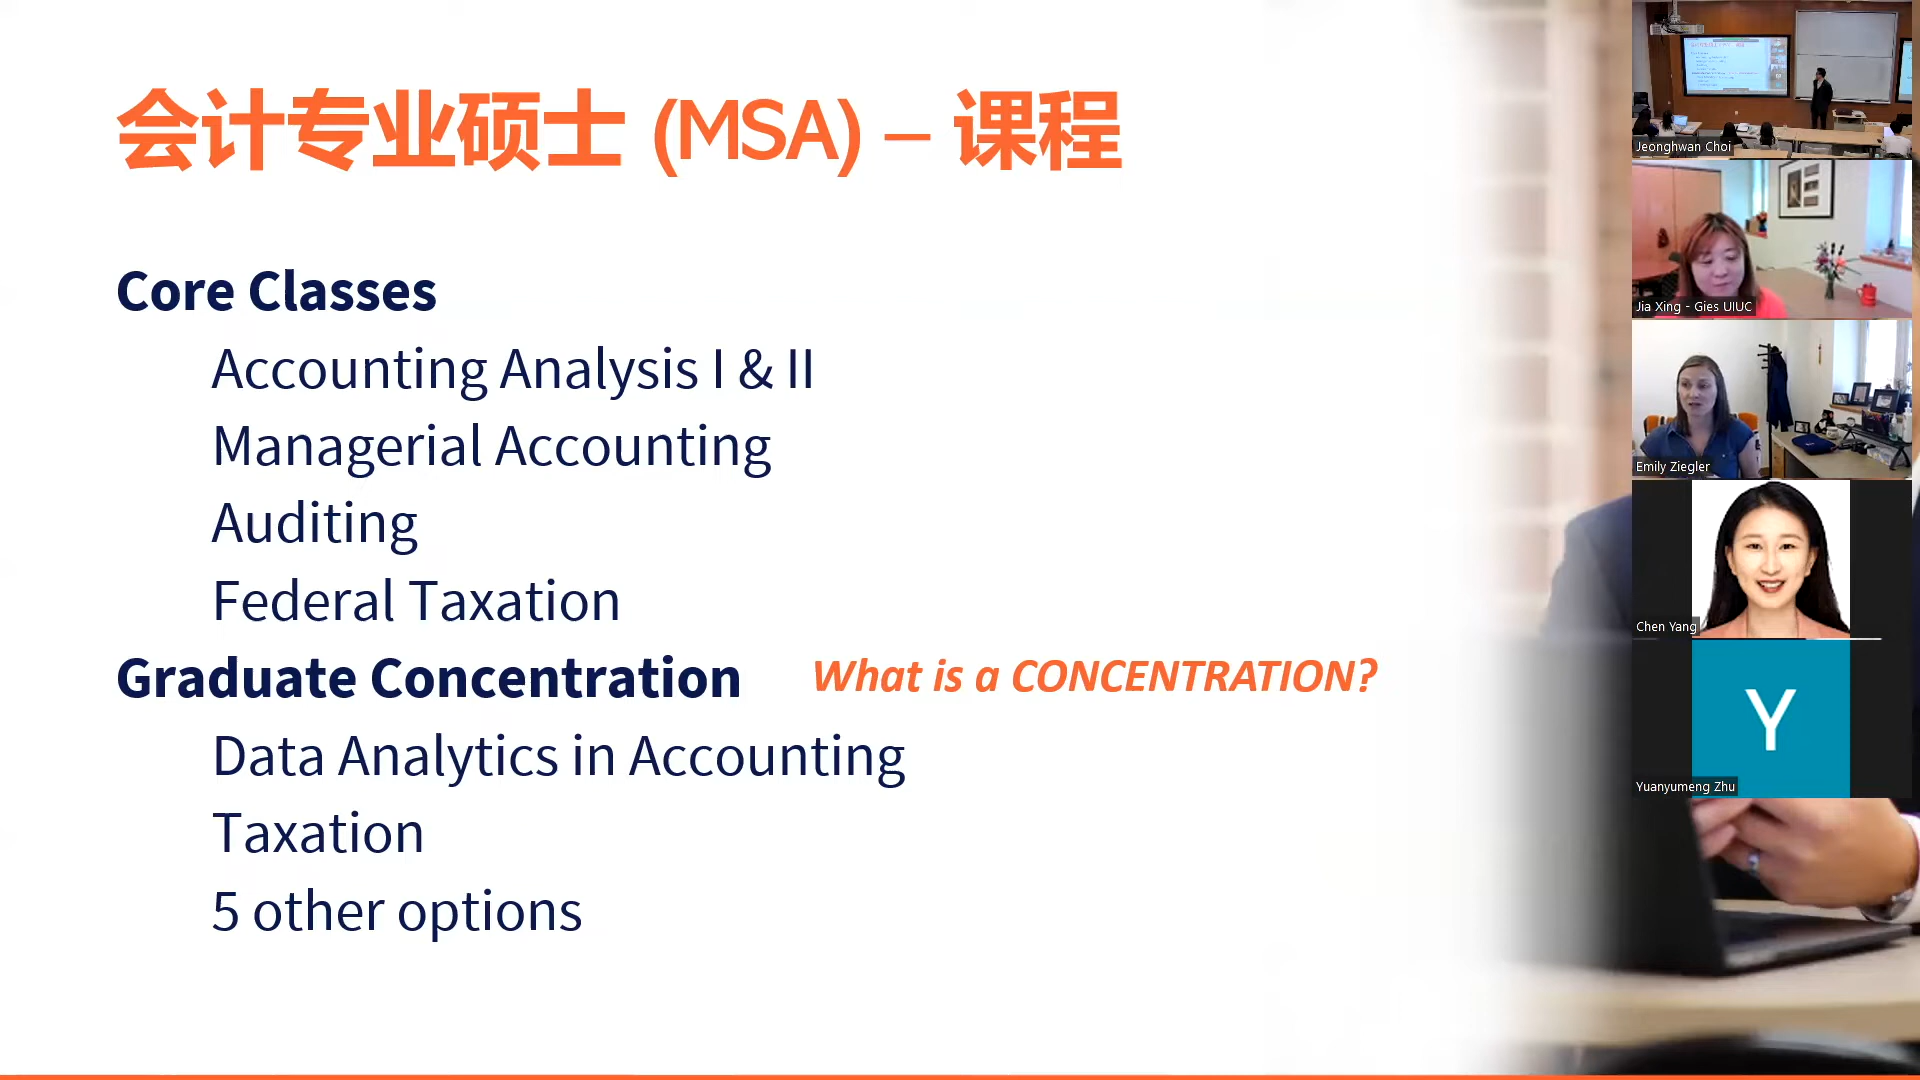 会计专业硕士 (MSA) – 课程
Core Classes
Accounting Analysis I & II
Managerial Accounting
Auditing
Federal Taxation
Graduate Concentration
What is a CONCENTRATION?
Data Analytics in Accounting
Taxation
5 other options
Jeonghwan Choi
Jia Xing - Gies UIUC
Emily Ziegler
Chen Yang
Y
Yuanyumeng Zhu